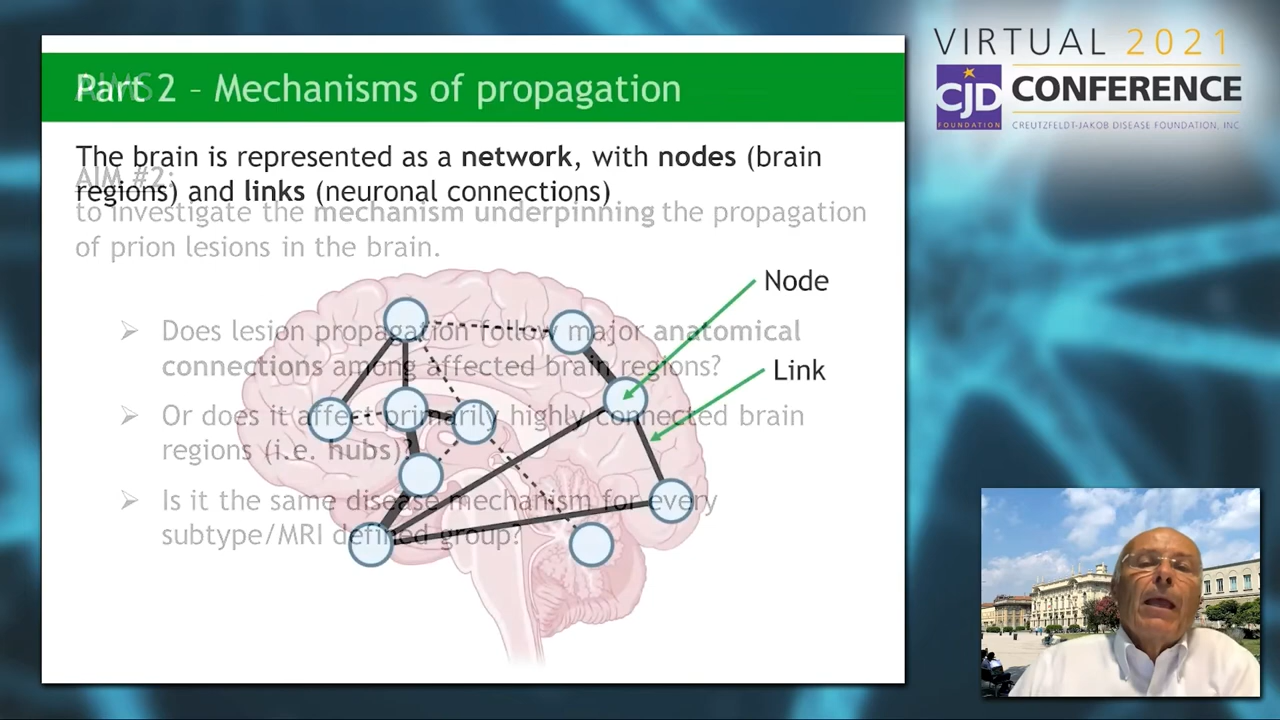 VIRTUAL 2021
CJD
FOUNDATION
CONFERENCE
CREUTZFELDT-JAKOB DISEASE FOUNDATION, INC
AIMS
Part 2 – Mechanisms of propagation
The brain is represented as a network, with nodes (brain
regions) and links (neuronal connections)
AIM #2:
to investigate the mechanism underpinning the propagation
of prion lesions in the brain.
Node
Link
➢ Does lesion propagation follow major anatomical
connections among affected brain regions?
➢ Or does it affect primarily highly connected brain
regions (i.e. hubs)?
➢ Is it the same disease mechanism for every
subtype/MRI defined group?